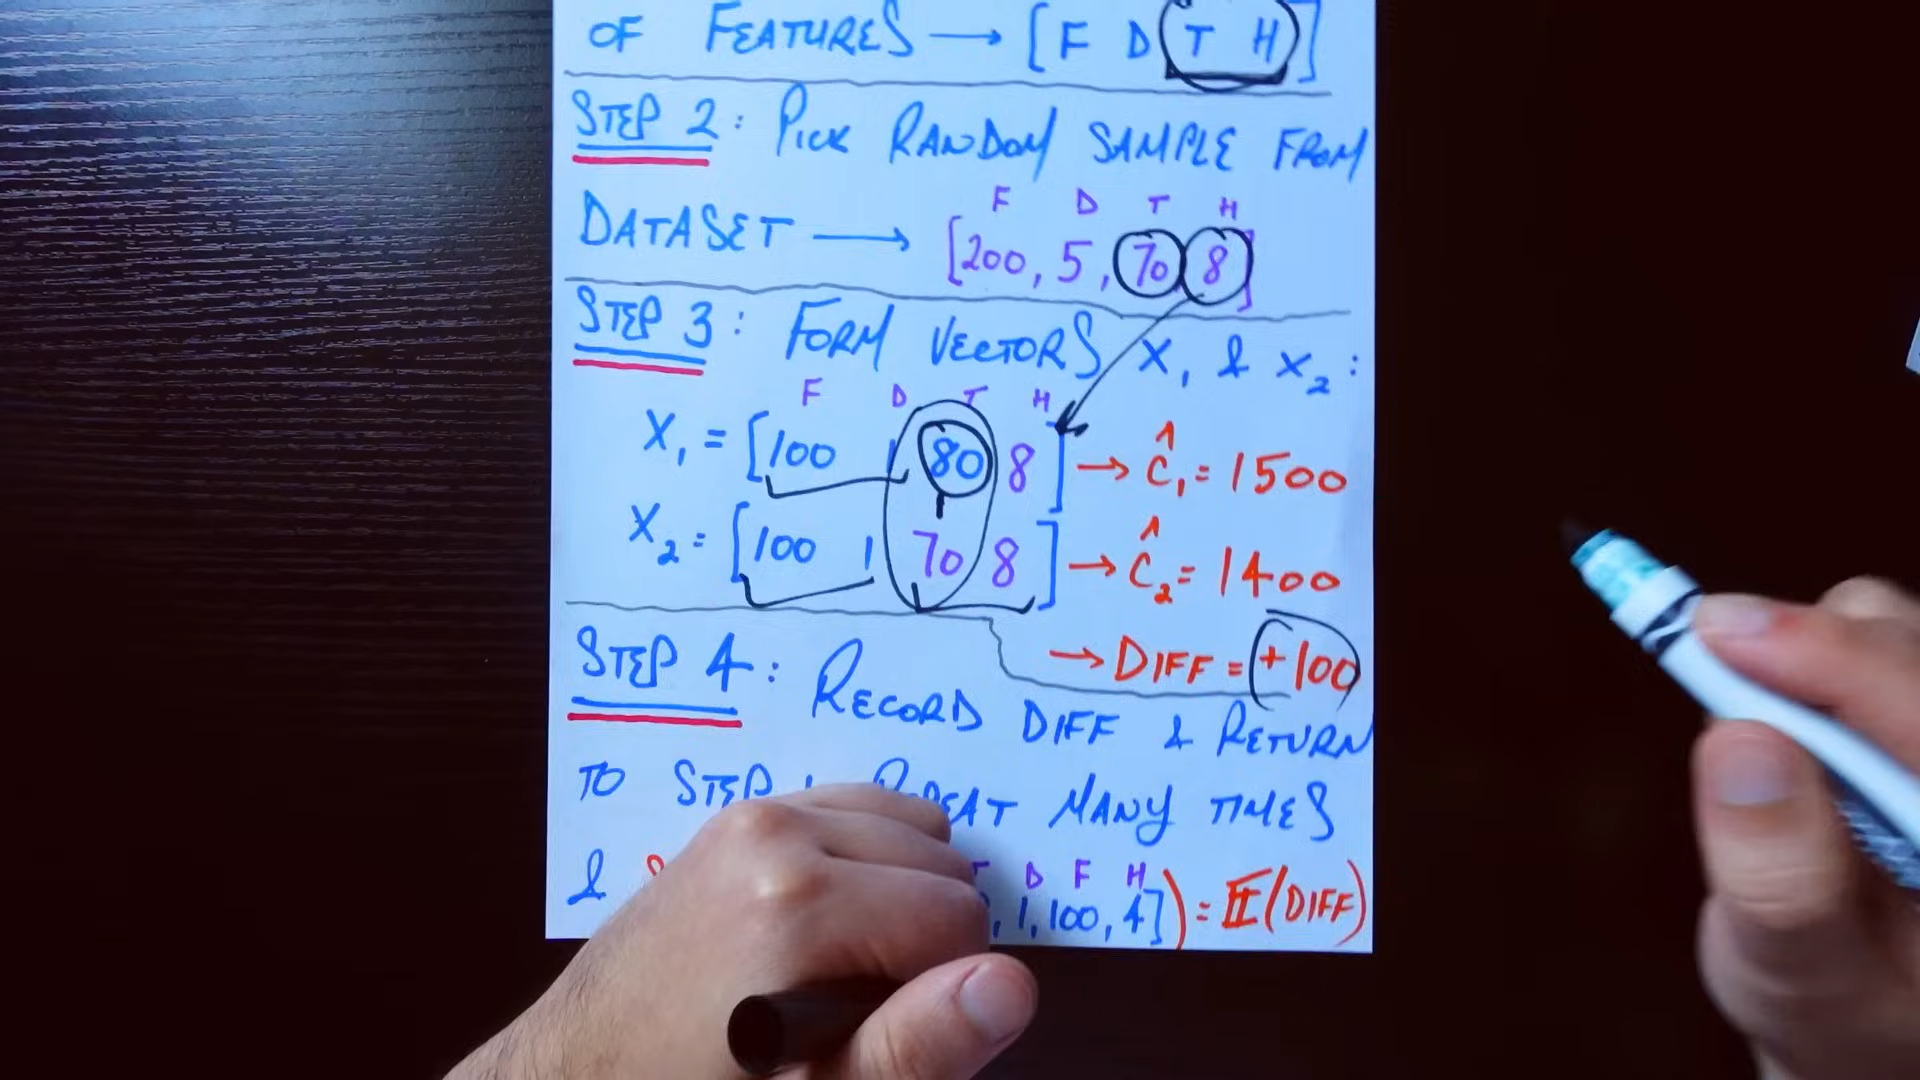 OF FEATURES → [F D T H]
STEP 2: PICK RANDOM SAMPLE FROM
F D T H
DATASET → [200, 5, 70, 8]
STEP 3: FORM VECTORS X₁ & X₂:
F D T H
X₁ = [100 1 80 8] → Ĉ₁ = 1500
X₂ = [100 1 70 8] → Ĉ₂ = 1400
→ DIFF = +100
STEP 4: RECORD DIFF & RETURN
TO STEP 1. REPEAT MANY TIMES
T D F H
& , 1, 100, 4]) = E(DIFF)